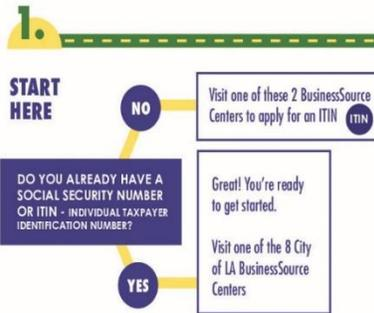 1.
START
HERE
NO
Visit one of these 2 BusinessSource
Centers to apply for an ITIN
ITIN
DO YOU ALREADY HAVE A
SOCIAL SECURITY NUMBER
OR ITIN - INDIVIDUAL TAXPAYER
IDENTIFICATION NUMBER?
Great! You're ready
to get started.
Visit one of the 8 City
of LA BusinessSource
Centers
YES